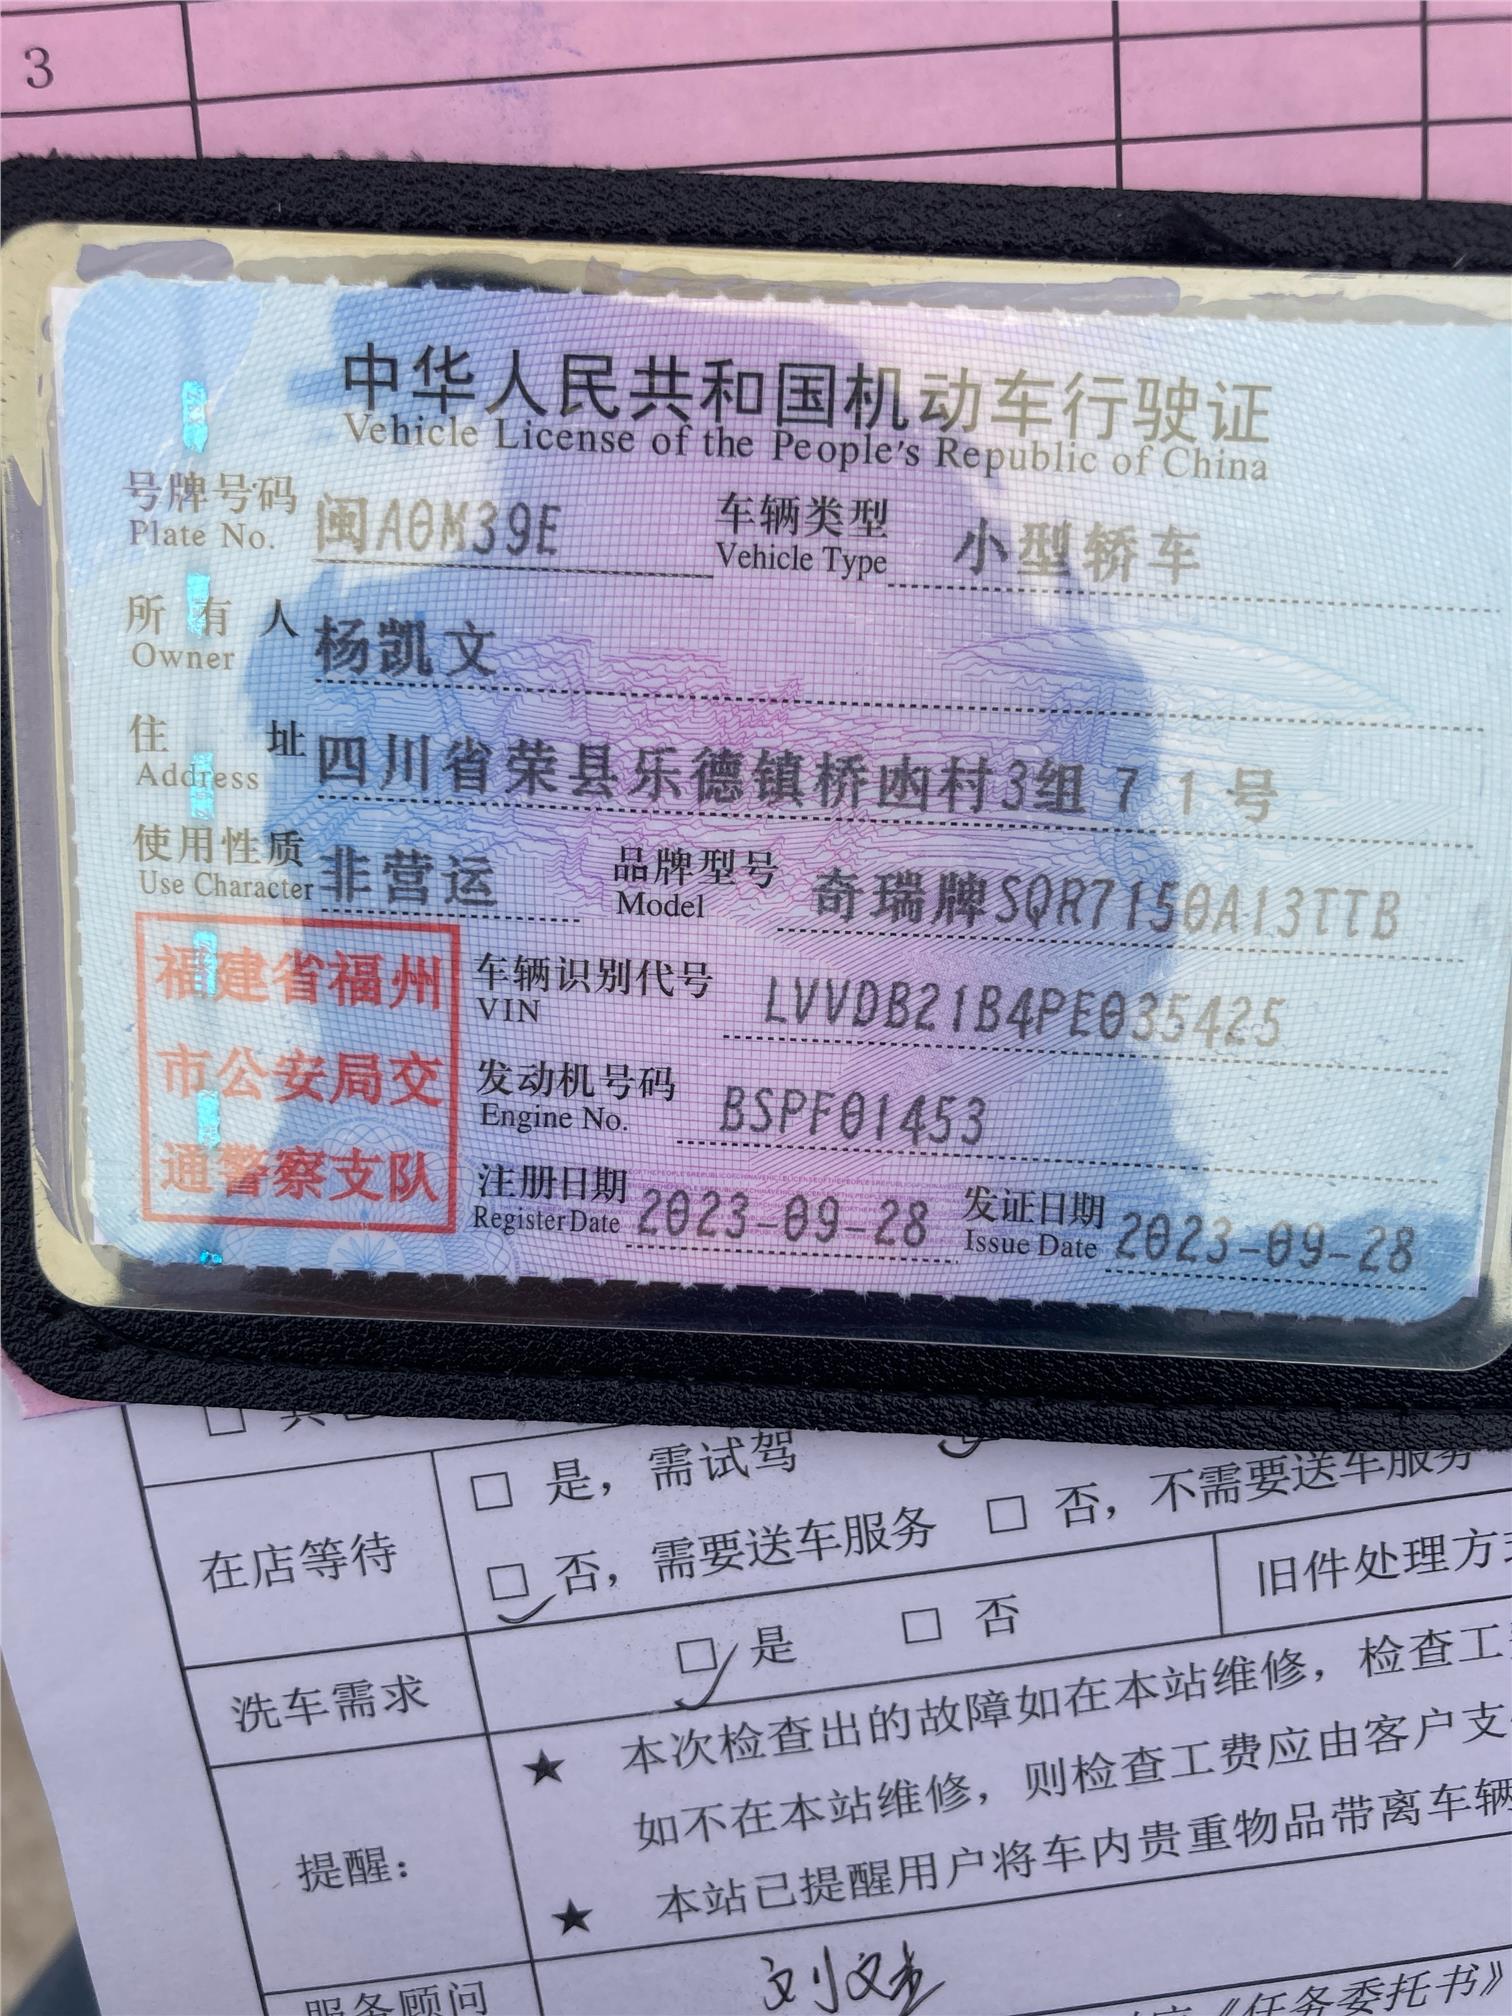 3
中华人民共和国机动车行驶证
Vehicle License of the People's Republic of China
号牌号码 闽A0M39E 车辆类型 小型轿车
Plate No. Vehicle Type
所有人 杨凯文
Owner
住址 四川省荣县乐德镇桥凼村3组71号
Address
使用性质 非营运 品牌型号 奇瑞牌SQR7150A13TTB
Use Character Model
福建省福州
市公安局交
通警察支队
车辆识别代号 LVVDB21B4PE035425
VIN
发动机号码 BSPF01453
Engine No.
注册日期 2023-09-28 发证日期 2023-09-28
Register Date Issue Date
□ 是，需试驾
在店等待
□ 否，需要送车服务 □ 否，不需要送车服务
洗车需求 □ 是 □ 否 旧件处理方
提醒：
★ 本次检查出的故障如在本站维修，检查工
如不在本站维修，则检查工费应由客户支
★ 本站已提醒用户将车内贵重物品带离车辆
服务顾问
《任务委托书》